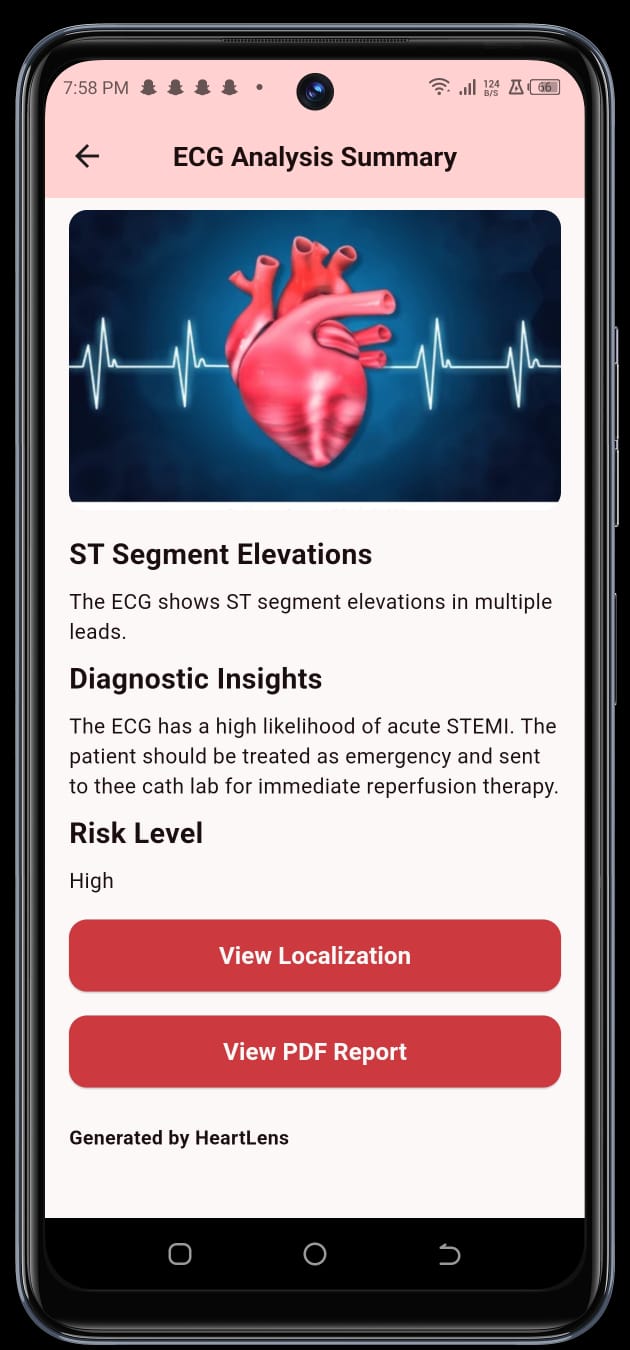 7:58 PM
124
B/S
66
ECG Analysis Summary
ST Segment Elevations
The ECG shows ST segment elevations in multiple
leads.
Diagnostic Insights
The ECG has a high likelihood of acute STEMI. The
patient should be treated as emergency and sent
to thee cath lab for immediate reperfusion therapy.
Risk Level
High
View Localization
View PDF Report
Generated by HeartLens